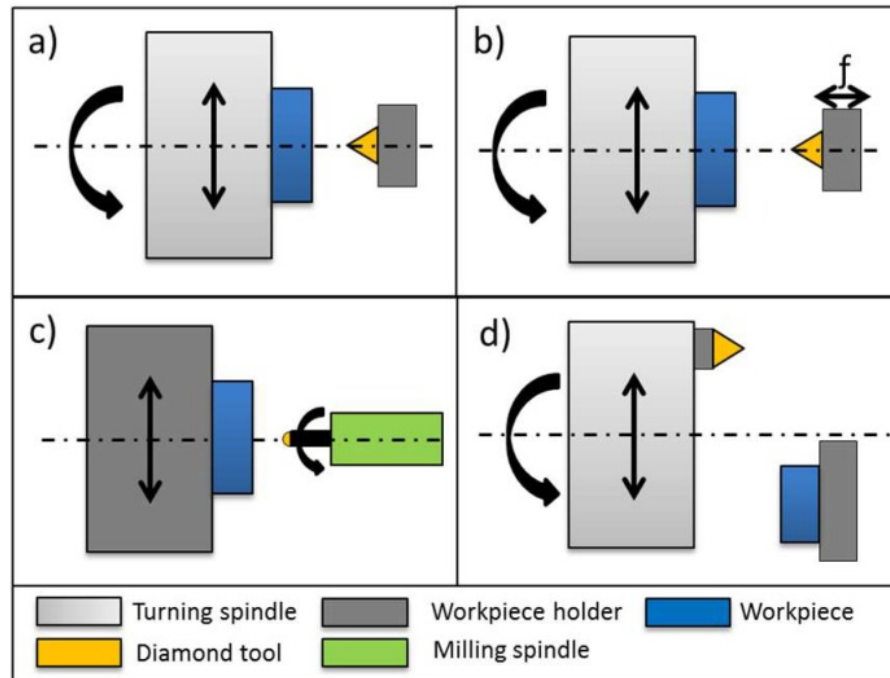 a)
b)
ƒ
c)
d)
Turning spindle
Workpiece holder
Workpiece
Diamond tool
Milling spindle